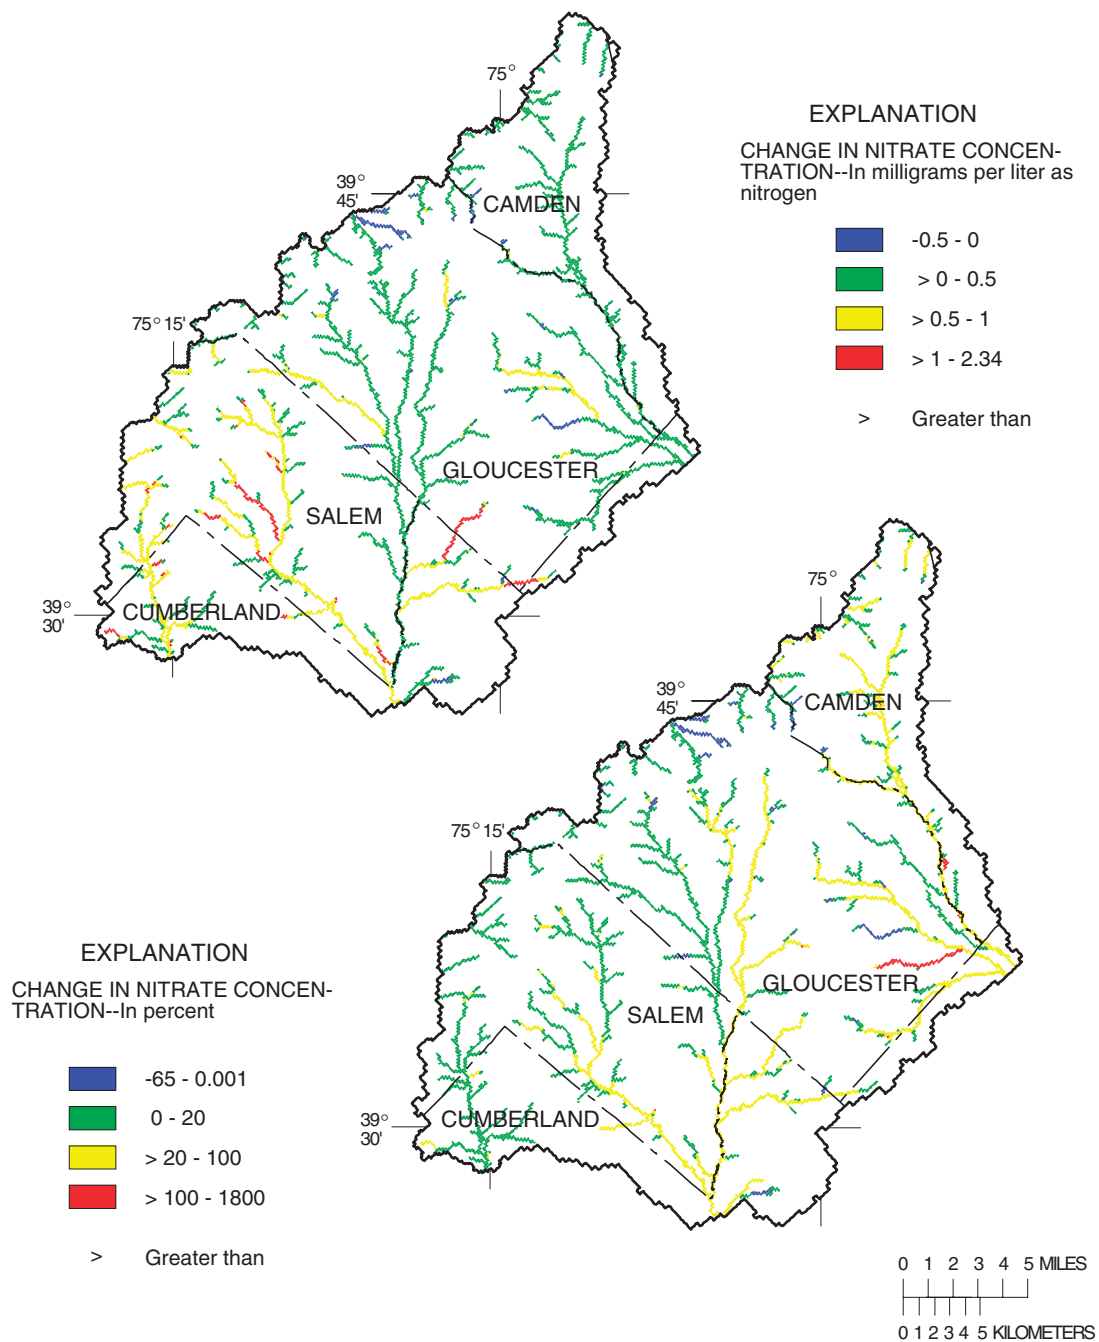 75°
EXPLANATION
CHANGE IN NITRATE CONCEN-
TRATION--In milligrams per liter as
nitrogen
39°
45'
CAMDEN
-0.5 - 0
> 0 - 0.5
> 0.5 - 1
> 1 - 2.34
> Greater than
75° 15'
GLOUCESTER
SALEM
39°
30'
CUMBERLAND
75°
39°
45'
CAMDEN
75° 15'
EXPLANATION
CHANGE IN NITRATE CONCEN-
TRATION--In percent
GLOUCESTER
SALEM
-65 - 0.001
0 - 20
> 20 - 100
> 100 - 1800
> Greater than
39°
30'
CUMBERLAND
0 1 2 3 4 5 MILES
0 1 2 3 4 5 KILOMETERS